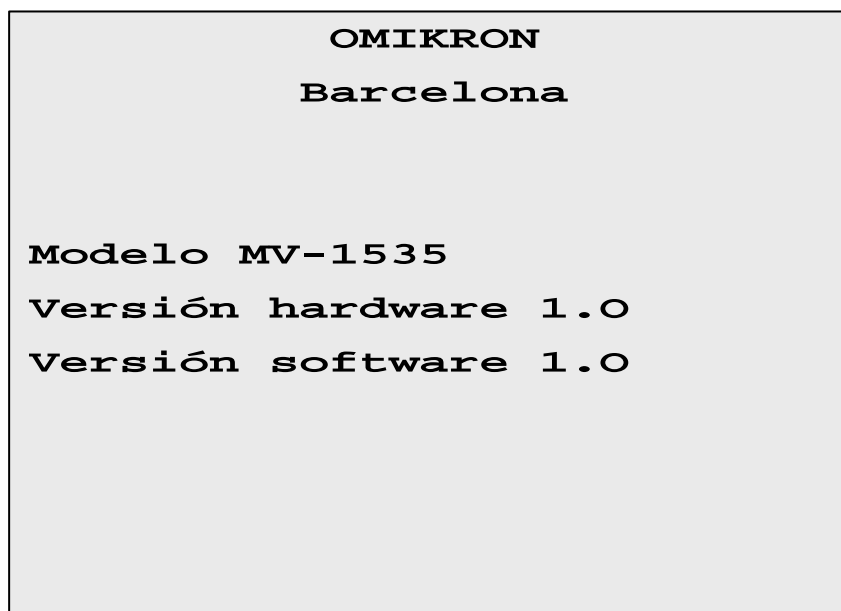 OMIKRON
Barcelona
Modelo MV-1535
Versión hardware 1.0
Versión software 1.0